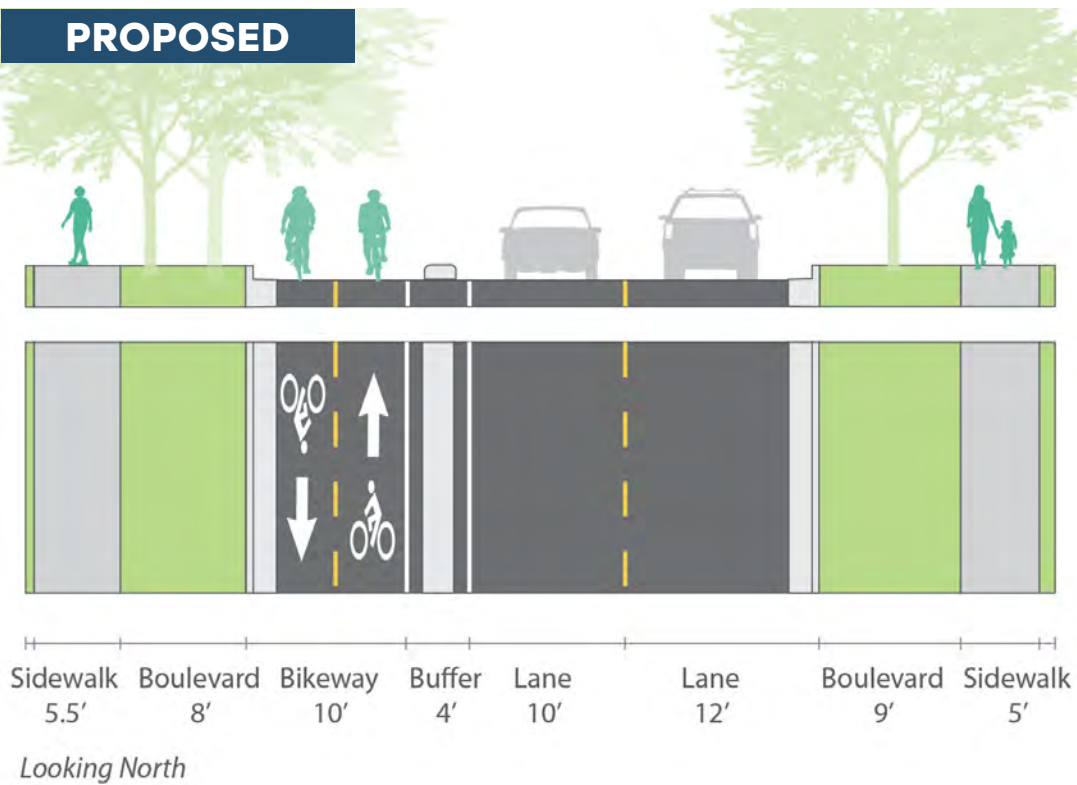 PROPOSED
Sidewalk Boulevard Bikeway Buffer Lane Lane Boulevard Sidewalk
5.5′ 8′ 10′ 4′ 10′ 12′ 9′ 5′
Looking North